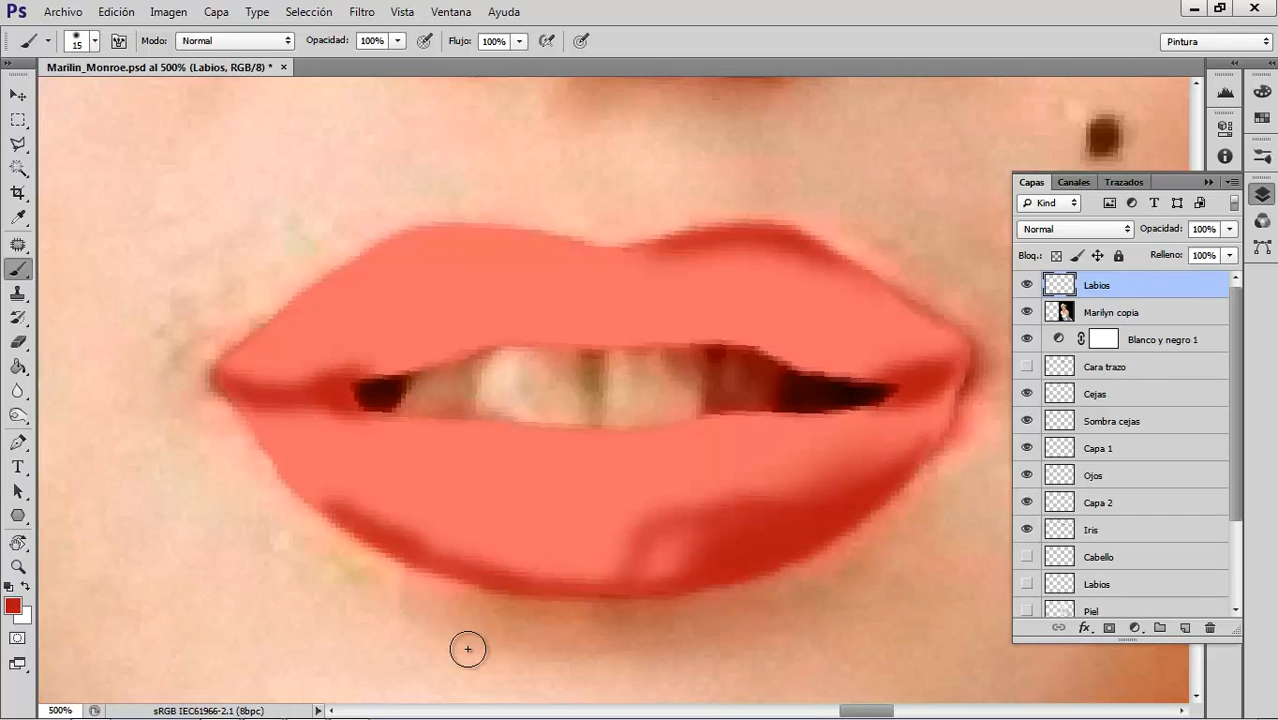 Ps Archivo Edición Imagen Capa Type Selección Filtro Vista Ventana Ayuda
15 Modo: Normal Opacidad: 100% Flujo: 100% Pintura
Marilin_Monroe.psd al 500% (Labios, RGB/8) * ×
Capas Canales Trazados
Kind
Normal Opacidad: 100%
Bloq.: Relleno: 100%
Labios
Marilyn copia
Blanco y negro 1
Cara trazo
Cejas
Sombra cejas
Capa 1
Ojos
Capa 2
Iris
Cabello
Labios
Piel
fx
500% sRGB IEC61966-2.1 (8bpc)